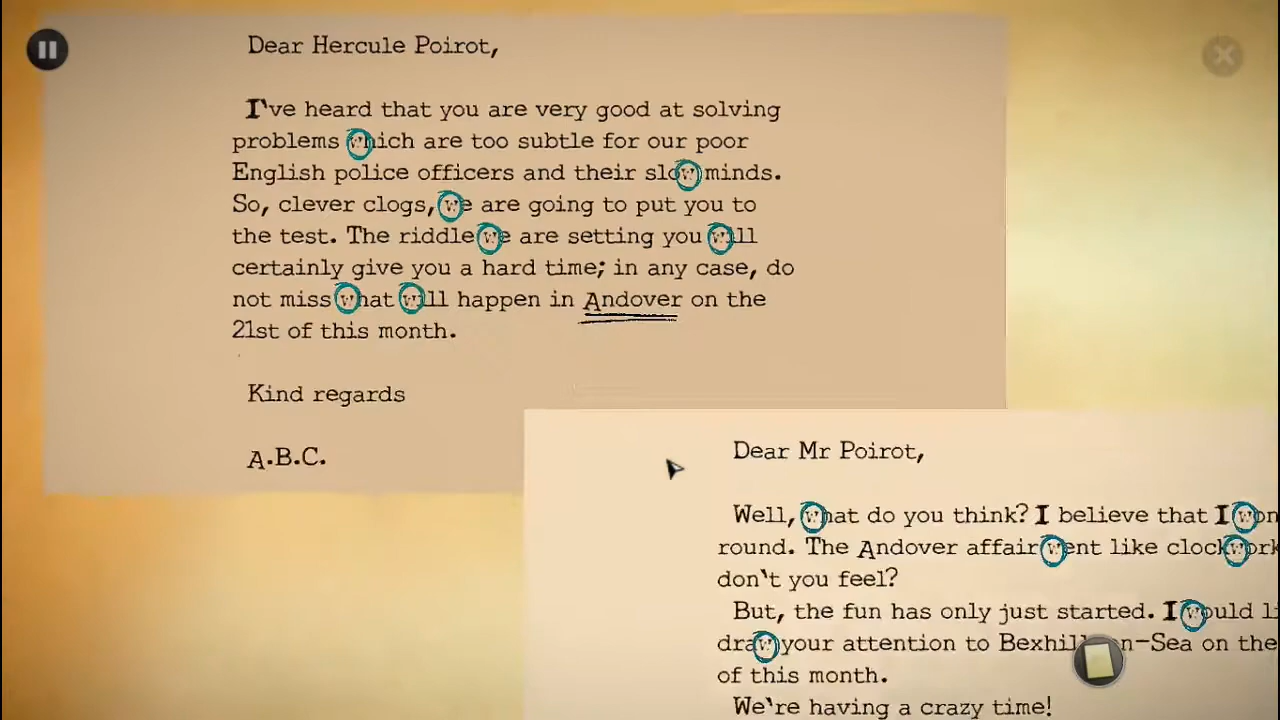 Dear Hercule Poirot,
I've heard that you are very good at solving
problems which are too subtle for our poor
English police officers and their slow minds.
So, clever clogs, we are going to put you to
the test. The riddle we are setting you will
certainly give you a hard time; in any case, do
not miss what will happen in Andover on the
21st of this month.
Kind regards
A.B.C.
Dear Mr Poirot,
Well, what do you think? I believe that I won
round. The Andover affair went like clockwork
don't you feel?
But, the fun has only just started. I would li
draw your attention to Bexhill-on-Sea on the
of this month.
We're having a crazy time!